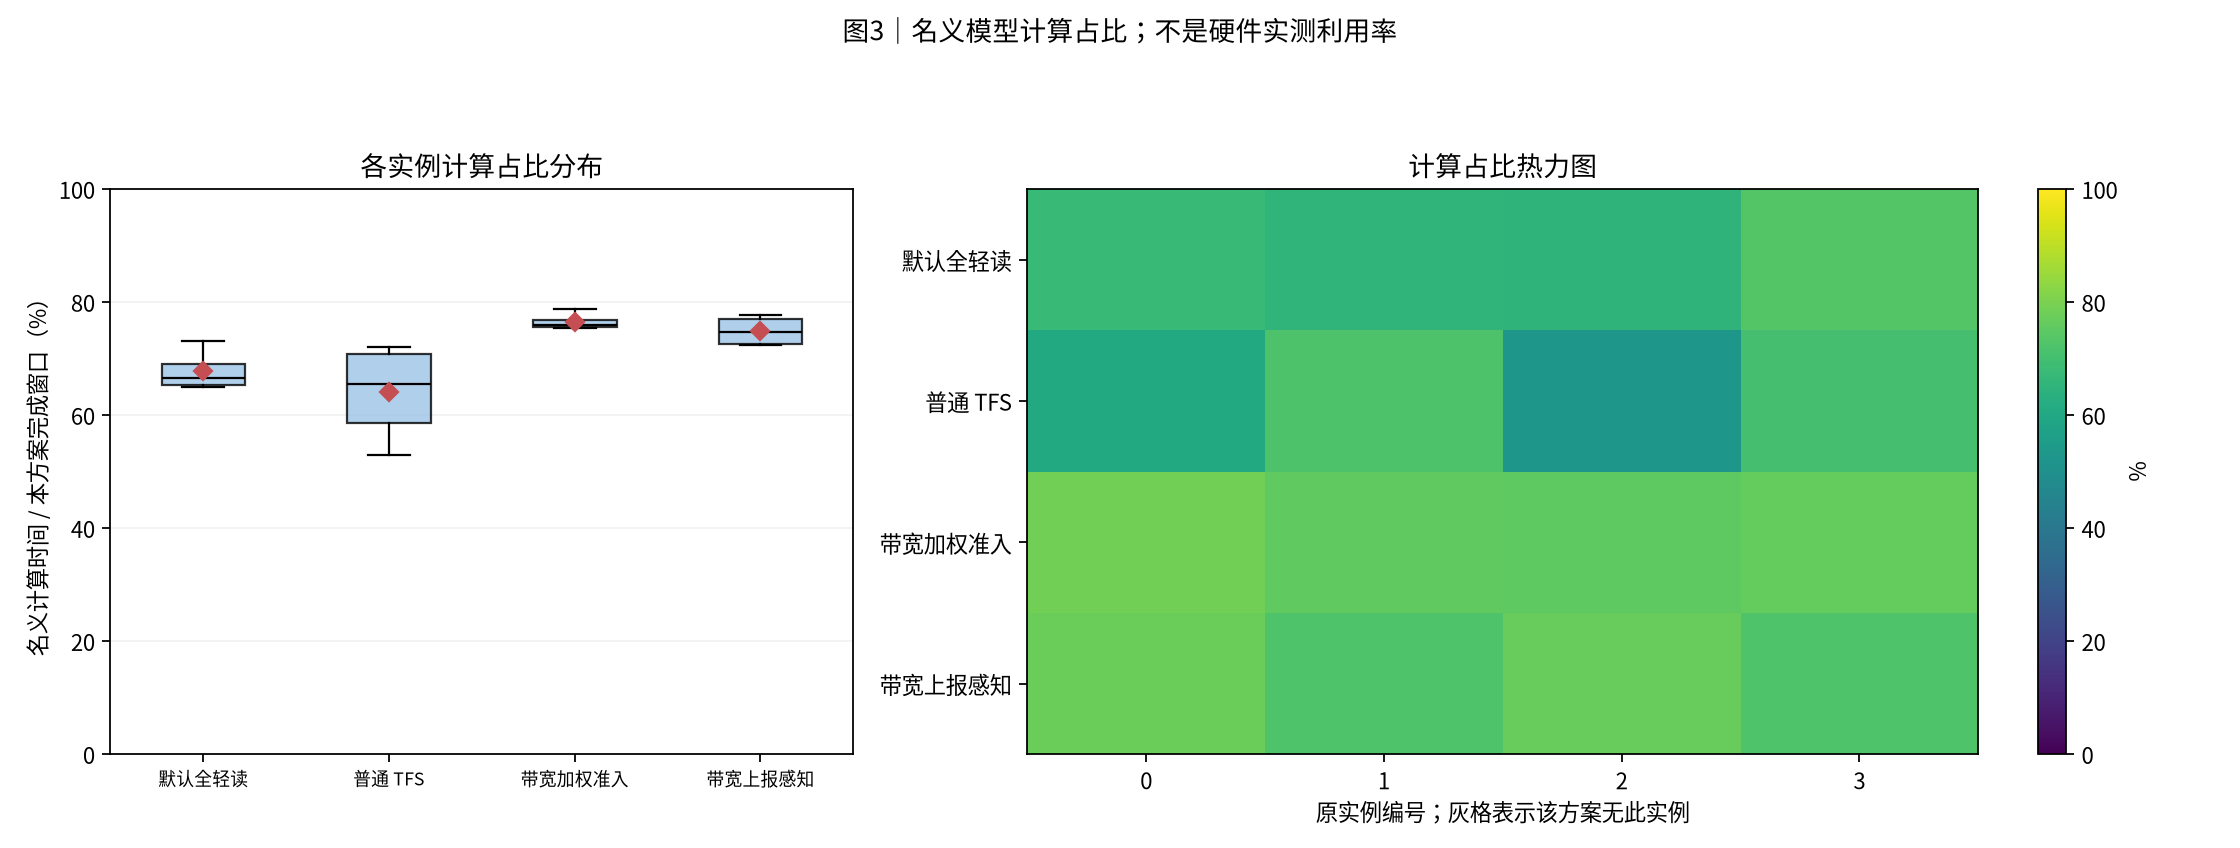 图3｜名义模型计算占比；不是硬件实测利用率
各实例计算占比分布
名义计算时间 / 本方案完成窗口（%）
100
80
60
40
20
0
默认全轻读
普通 TFS
带宽加权准入
带宽上报感知
计算占比热力图
默认全轻读
普通 TFS
带宽加权准入
带宽上报感知
0
1
2
3
原实例编号；灰格表示该方案无此实例
100
80
60
40
20
0
%